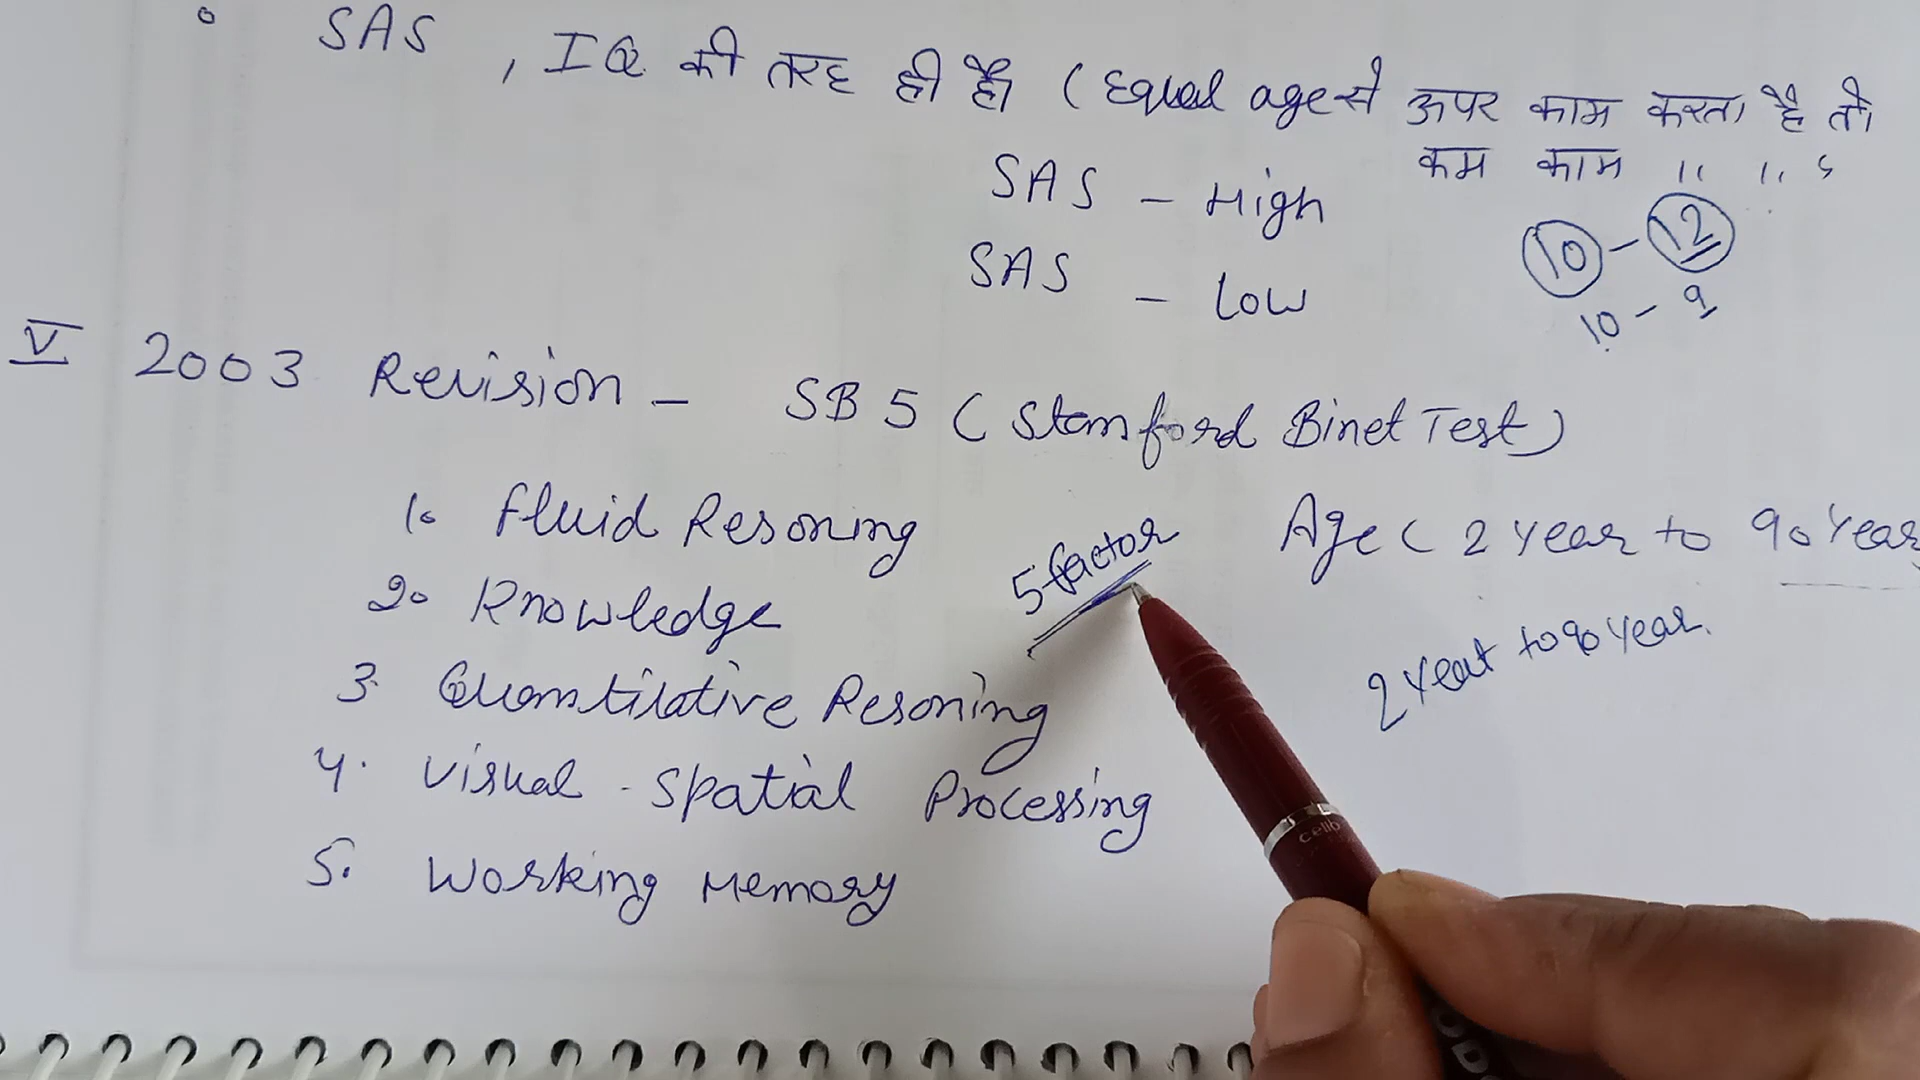 SAS , IQ की तरह ही है। ( Equal age से ऊपर काम करता है तो
कम काम " " "
SAS - High
SAS - Low
10 - 12
10 - 9
V 2003 Revision - SB 5 ( Stanford Binet Test )
1. Fluid Resoning
2. Knowledge
3. Quantitative Resoning
4. Visual - Spatial Processing
5. Working Memory
5 factor
Age ( 2 Year to 90 Year
2 Year to 90 Year.
cello